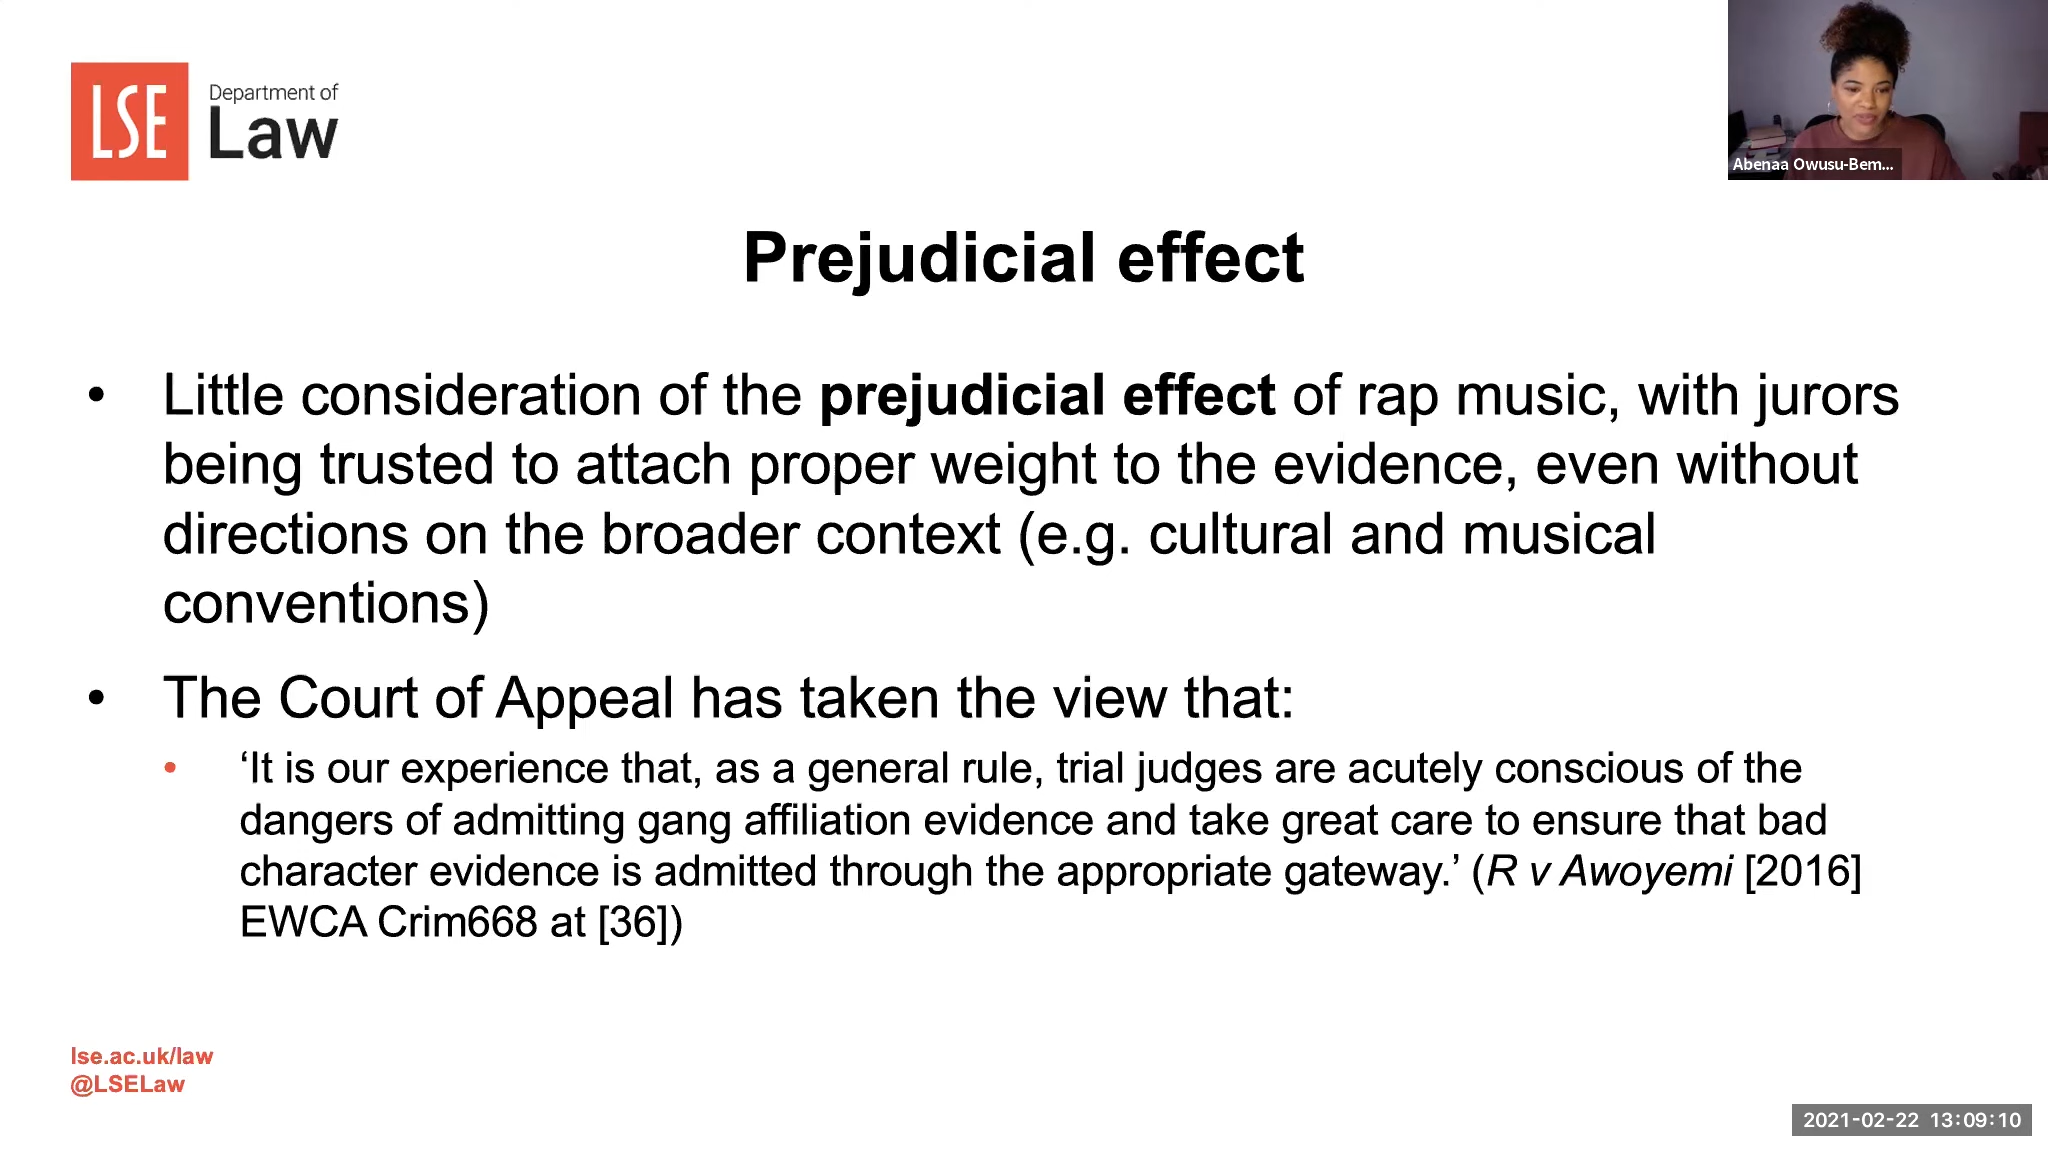 LSE
Department of
Law
Abenaa Owusu-Bem...
Prejudicial effect
• Little consideration of the prejudicial effect of rap music, with jurors
being trusted to attach proper weight to the evidence, even without
directions on the broader context (e.g. cultural and musical
conventions)
• The Court of Appeal has taken the view that:
• ‘It is our experience that, as a general rule, trial judges are acutely conscious of the
dangers of admitting gang affiliation evidence and take great care to ensure that bad
character evidence is admitted through the appropriate gateway.’ (R v Awoyemi [2016]
EWCA Crim668 at [36])
lse.ac.uk/law
@LSELaw
2021-02-22 13:09:10